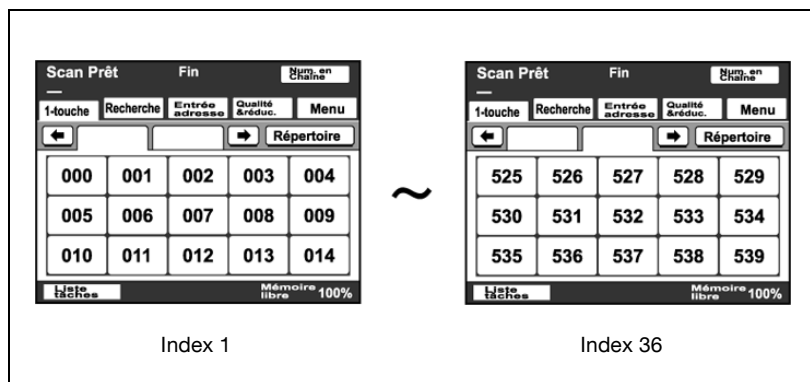 Scan Prêt Fin Num. en Chaîne
1-touche Recherche Entrée adresse Qualité &réduc. Menu
Répertoire
000 001 002 003 004
005 006 007 008 009
010 011 012 013 014
Liste tâches Mémoire libre 100%
Index 1
~
Scan Prêt Fin Num. en Chaîne
1-touche Recherche Entrée adresse Qualité &réduc. Menu
Répertoire
525 526 527 528 529
530 531 532 533 534
535 536 537 538 539
Liste tâches Mémoire libre 100%
Index 36